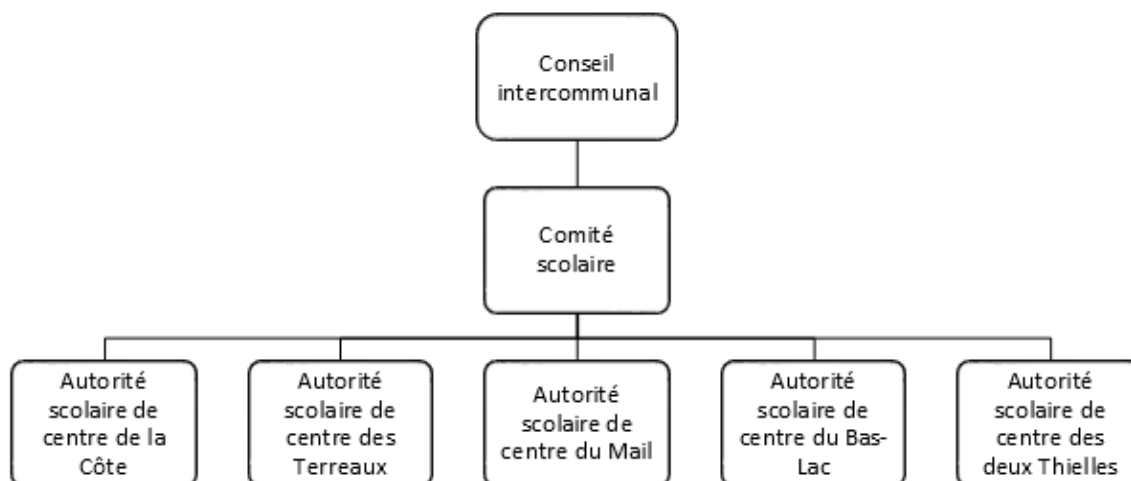 Conseil
intercommunal
Comité
scolaire
Autorité
scolaire de
centre de la
Côte
Autorité
scolaire de
centre des
Terreaux
Autorité
scolaire de
centre du Mail
Autorité
scolaire de
centre du Bas-
Lac
Autorité
scolaire de
centre des
deux Thielles